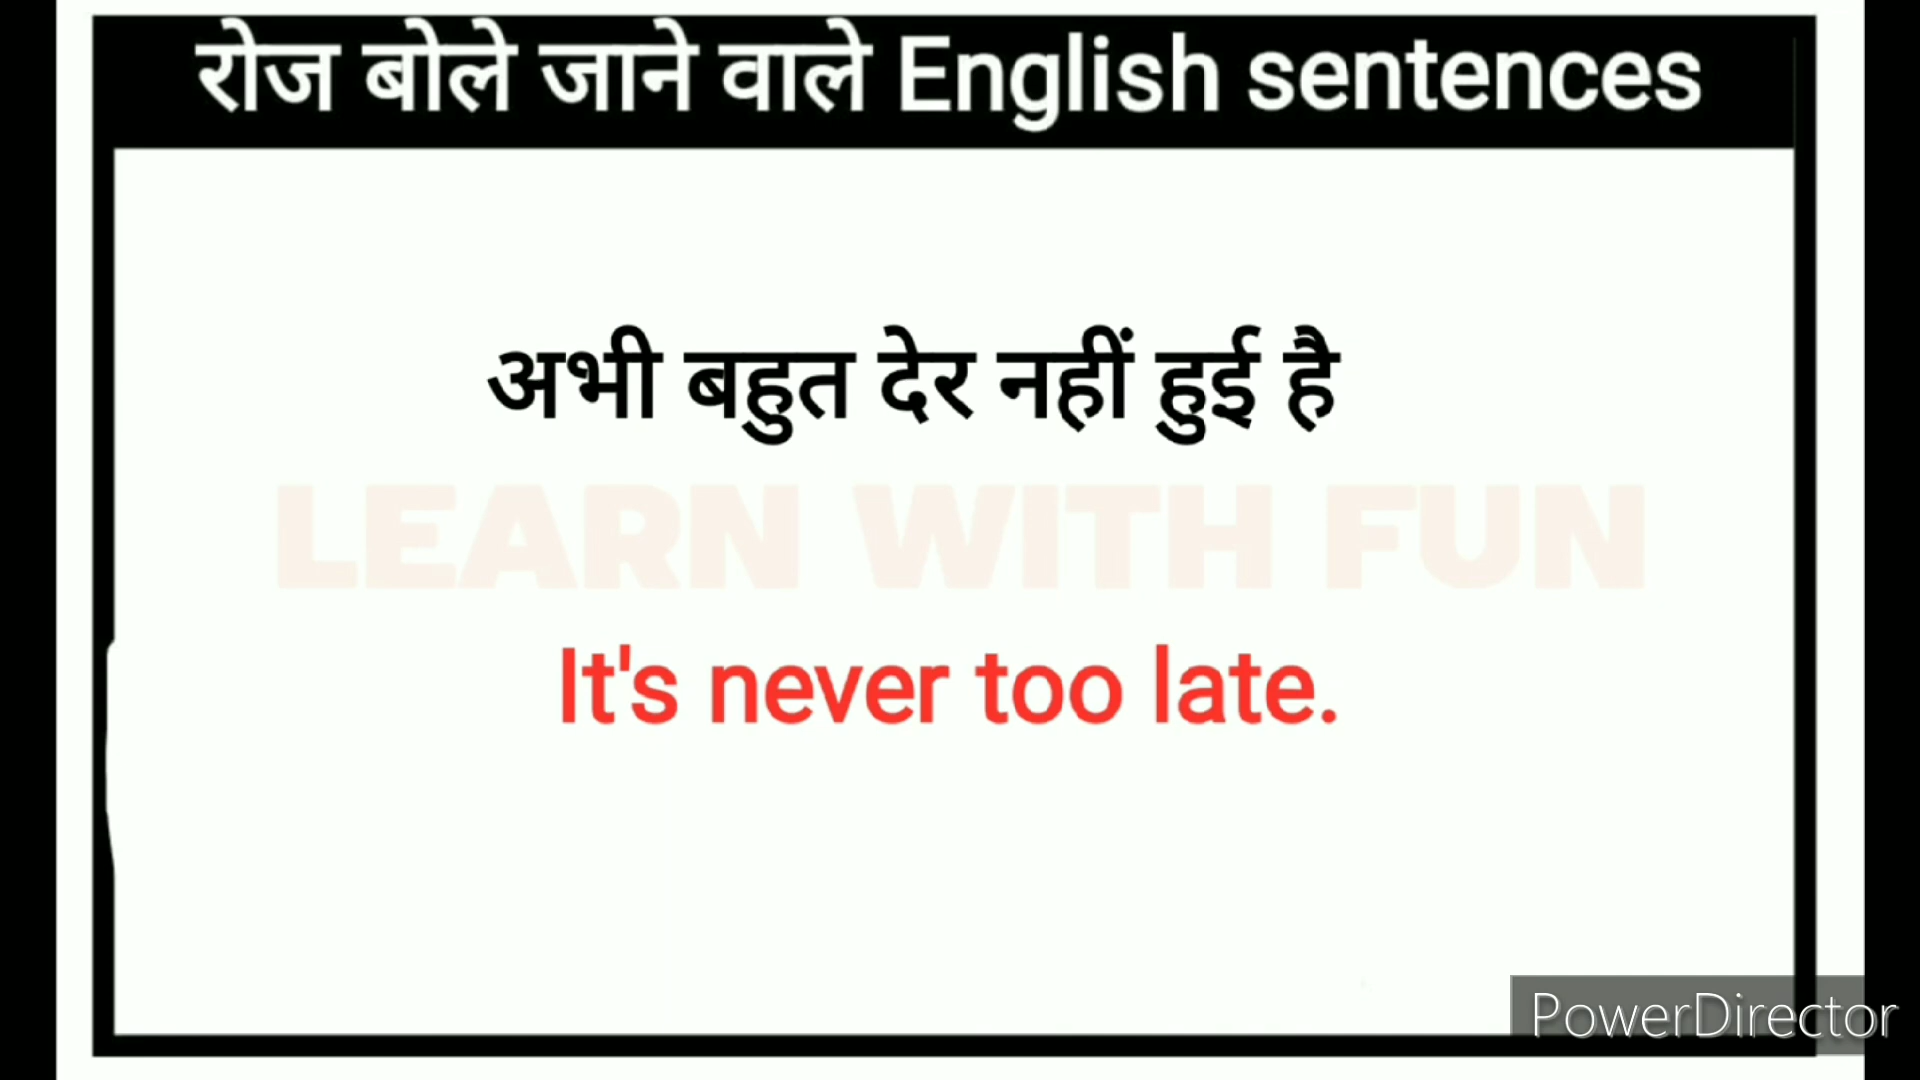 रोज बोले जाने वाले English sentences
अभी बहुत देर नहीं हुई है
LEARN WITH FUN
It's never too late.
PowerDirector